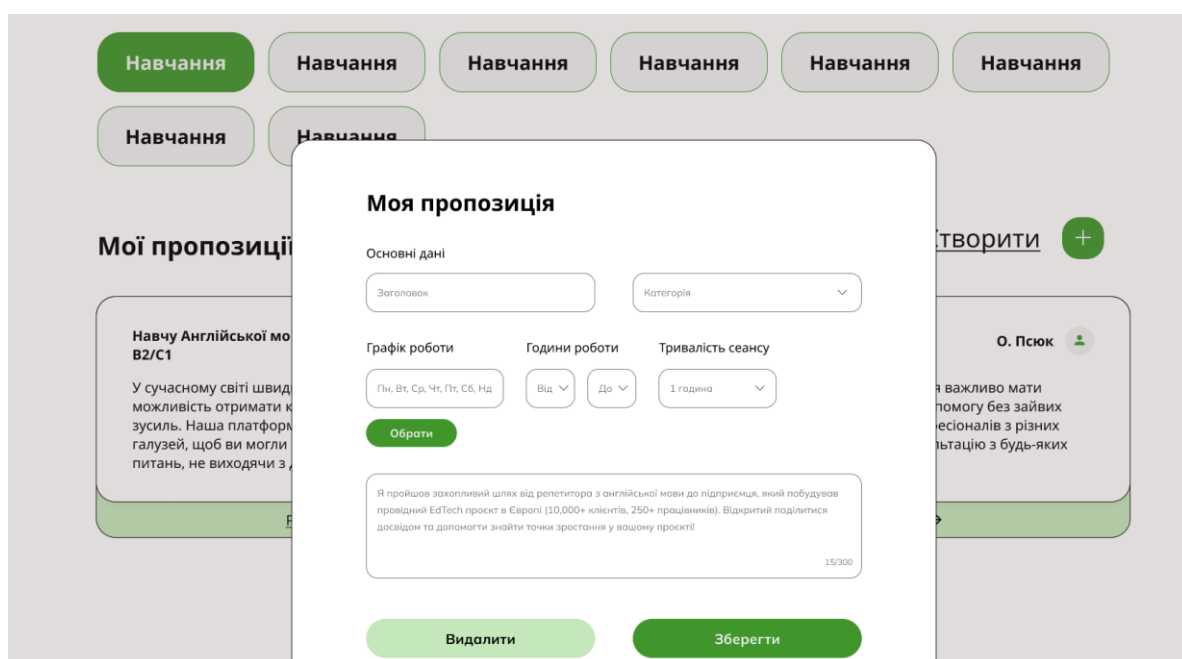 Навчання Навчання Навчання Навчання Навчання Навчання
Навчання Навчання
Моя пропозиція
Мої пропозиції
творити
Основні дані
Заголовок Категорія
Навчу Англійської мо
B2/C1
У сучасному світі швид
можливість отримати к
зусиль. Наша платфор
галузей, щоб ви могли
питань, не виходячи з
О. Псюк
важливо мати
помогу без зайвих
есіоналів з різних
льтацію з будь-яких
Графік роботи Години роботи Тривалість сеансу
Пн, Вт, Ср, Чт, Пт, Сб, Нд Від До 1 година
Обрати
Я пройшов захопливий шлях від репетитора з англійської мови до підприємця, який побудував
провідний EdTech проєкт в Європі (10,000+ клієнтів, 250+ працівників). Відкритий поділитися
досвідом та допомогти знайти точки зростання у вашому проєкті!
15/300
Видалити Зберегти